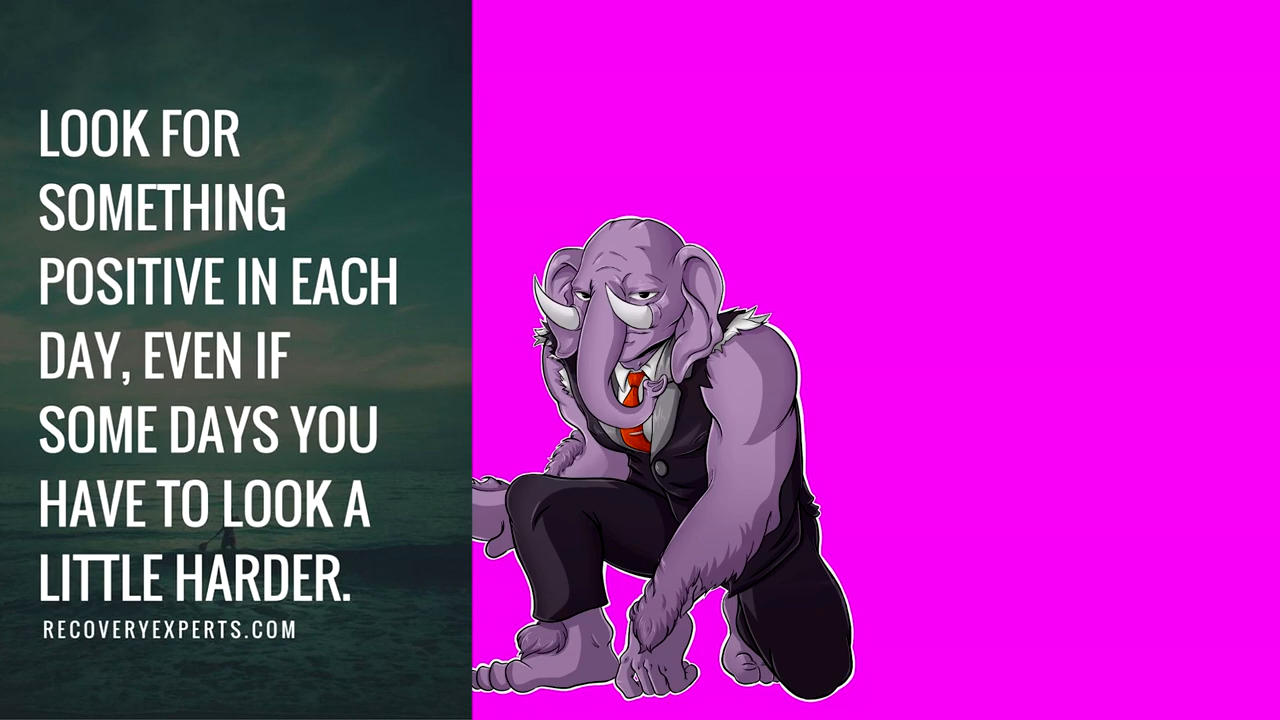 LOOK FOR
SOMETHING
POSITIVE IN EACH
DAY, EVEN IF
SOME DAYS YOU
HAVE TO LOOK A
LITTLE HARDER.
RECOVERYEXPERTS.COM